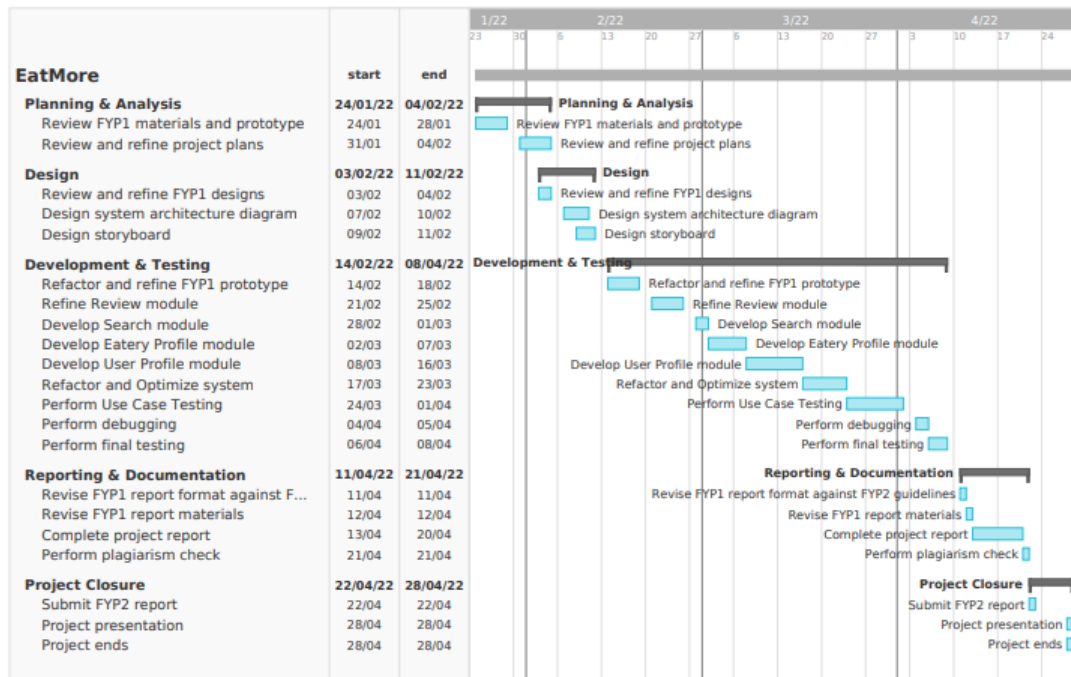 1/22 2/22 3/22 4/22
23 30 6 13 20 27 6 13 20 27 3 10 17 24
EatMore start end
Planning & Analysis 24/01/22 04/02/22 Planning & Analysis
Review FYP1 materials and prototype 24/01 28/01 Review FYP1 materials and prototype
Review and refine project plans 31/01 04/02 Review and refine project plans
Design 03/02/22 11/02/22 Design
Review and refine FYP1 designs 03/02 04/02 Review and refine FYP1 designs
Design system architecture diagram 07/02 10/02 Design system architecture diagram
Design storyboard 09/02 11/02 Design storyboard
Development & Testing 14/02/22 08/04/22 Development & Testing
Refactor and refine FYP1 prototype 14/02 18/02 Refactor and refine FYP1 prototype
Refine Review module 21/02 25/02 Refine Review module
Develop Search module 28/02 01/03 Develop Search module
Develop Eatery Profile module 02/03 07/03 Develop Eatery Profile module
Develop User Profile module 08/03 16/03 Develop User Profile module
Refactor and Optimize system 17/03 23/03 Refactor and Optimize system
Perform Use Case Testing 24/03 01/04 Perform Use Case Testing
Perform debugging 04/04 05/04 Perform debugging
Perform final testing 06/04 08/04 Perform final testing
Reporting & Documentation 11/04/22 21/04/22 Reporting & Documentation
Revise FYP1 report format against F... 11/04 11/04 Revise FYP1 report format against FYP2 guidelines
Revise FYP1 report materials 12/04 12/04 Revise FYP1 report materials
Complete project report 13/04 20/04 Complete project report
Perform plagiarism check 21/04 21/04 Perform plagiarism check
Project Closure 22/04/22 28/04/22 Project Closure
Submit FYP2 report 22/04 22/04 Submit FYP2 report
Project presentation 28/04 28/04 Project presentation
Project ends 28/04 28/04 Project ends